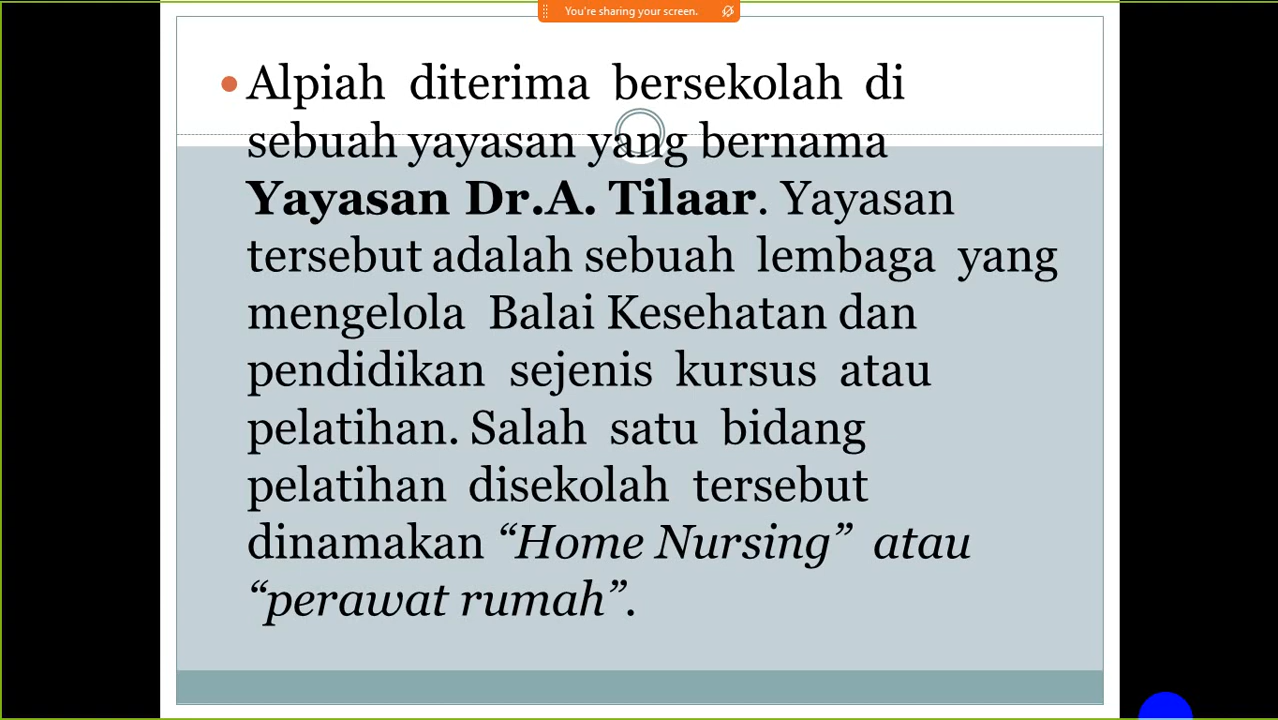 You're sharing your screen.
• Alpiah diterima bersekolah di
sebuah yayasan yang bernama
Yayasan Dr.A. Tilaar. Yayasan
tersebut adalah sebuah lembaga yang
mengelola Balai Kesehatan dan
pendidikan sejenis kursus atau
pelatihan. Salah satu bidang
pelatihan disekolah tersebut
dinamakan “Home Nursing” atau
“perawat rumah”.